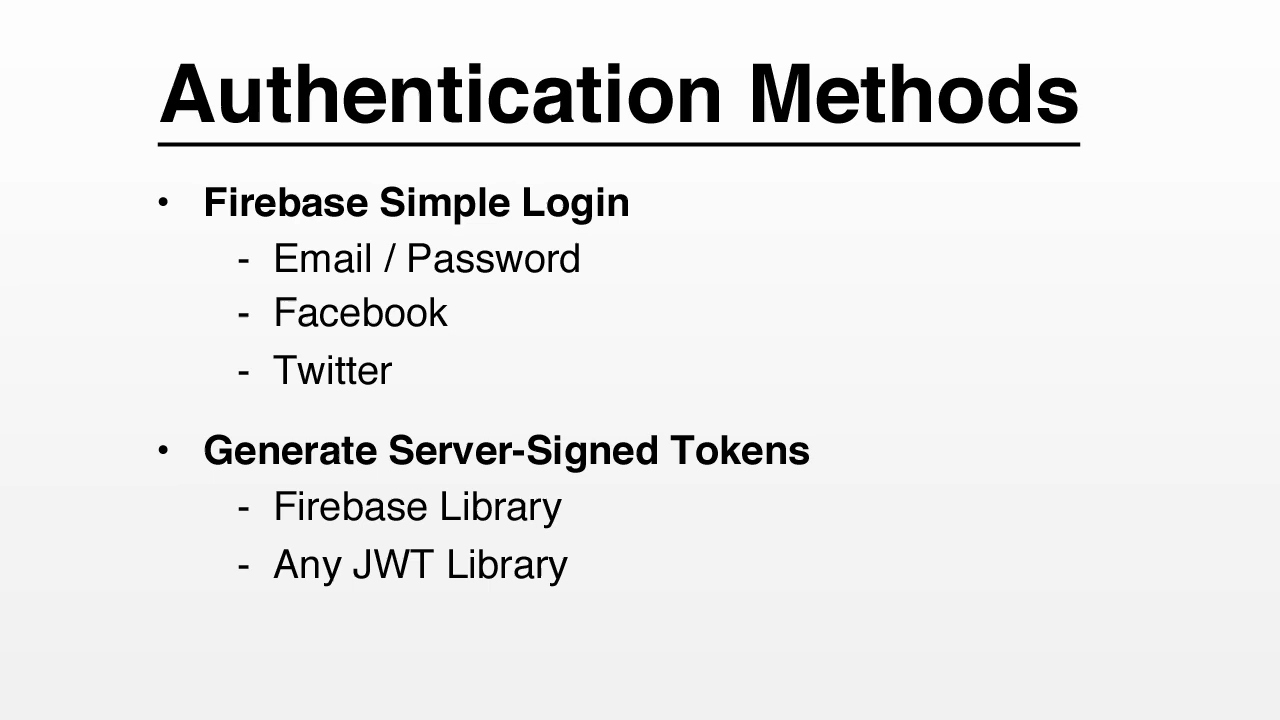 Authentication Methods
• Firebase Simple Login
- Email / Password
- Facebook
- Twitter
• Generate Server-Signed Tokens
- Firebase Library
- Any JWT Library